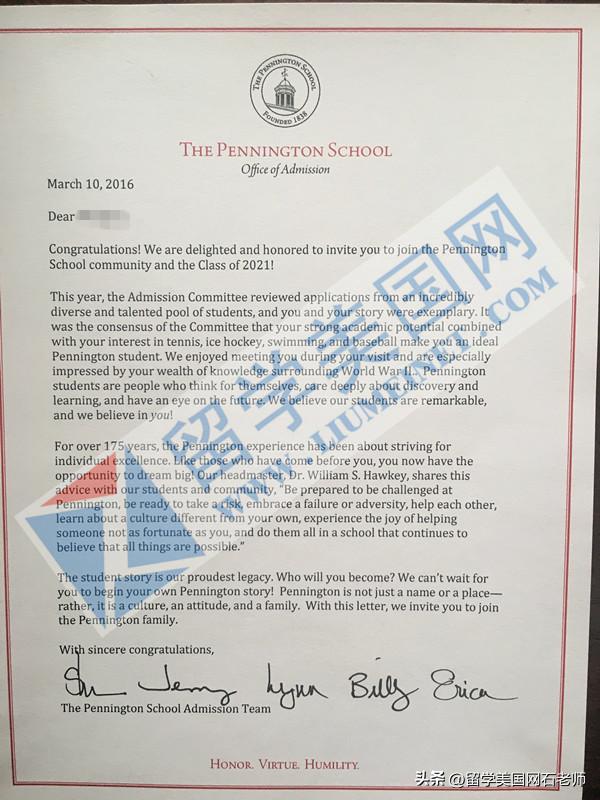 THE PENNINGTON SCHOOL
FOUNDED 1838
THE PENNINGTON SCHOOL
Office of Admission
March 10, 2016
Dear
Congratulations! We are delighted and honored to invite you to join the Pennington
School community and the Class of 2021!
This year, the Admission Committee reviewed applications from an incredibly
diverse and talented pool of students, and you and your story were exemplary. It
was the consensus of the Committee that your strong academic potential combined
with your interest in tennis, ice hockey, swimming, and baseball make you an ideal
Pennington student. We enjoyed meeting you during your visit and are especially
impressed by your wealth of knowledge surrounding World War II. Pennington
students are people who think for themselves, care deeply about discovery and
learning, and have an eye on the future. We believe our students are remarkable,
and we believe in you!
For over 175 years, the Pennington experience has been about striving for
individual excellence. Like those who have come before you, you now have the
opportunity to dream big! Our headmaster, Dr. William S. Hawkey, shares this
advice with our students and community, "Be prepared to be challenged at
Pennington, be ready to take a risk, embrace a failure or adversity, help each other,
learn about a culture different from your own, experience the joy of helping
someone not as fortunate as you, and do them all in a school that continues to
believe that all things are possible."
The student story is our proudest legacy. Who will you become? We can't wait for
you to begin your own Pennington story! Pennington is not just a name or a place—
rather, it is a culture, an attitude, and a family. With this letter, we invite you to join
the Pennington family.
With sincere congratulations,
Jerry Lynn Billy Erica
The Pennington School Admission Team
HONOR. VIRTUE. HUMILITY.
留学美国网
WWW.LIUMEINET.COM
头条 @留学美国网石老师